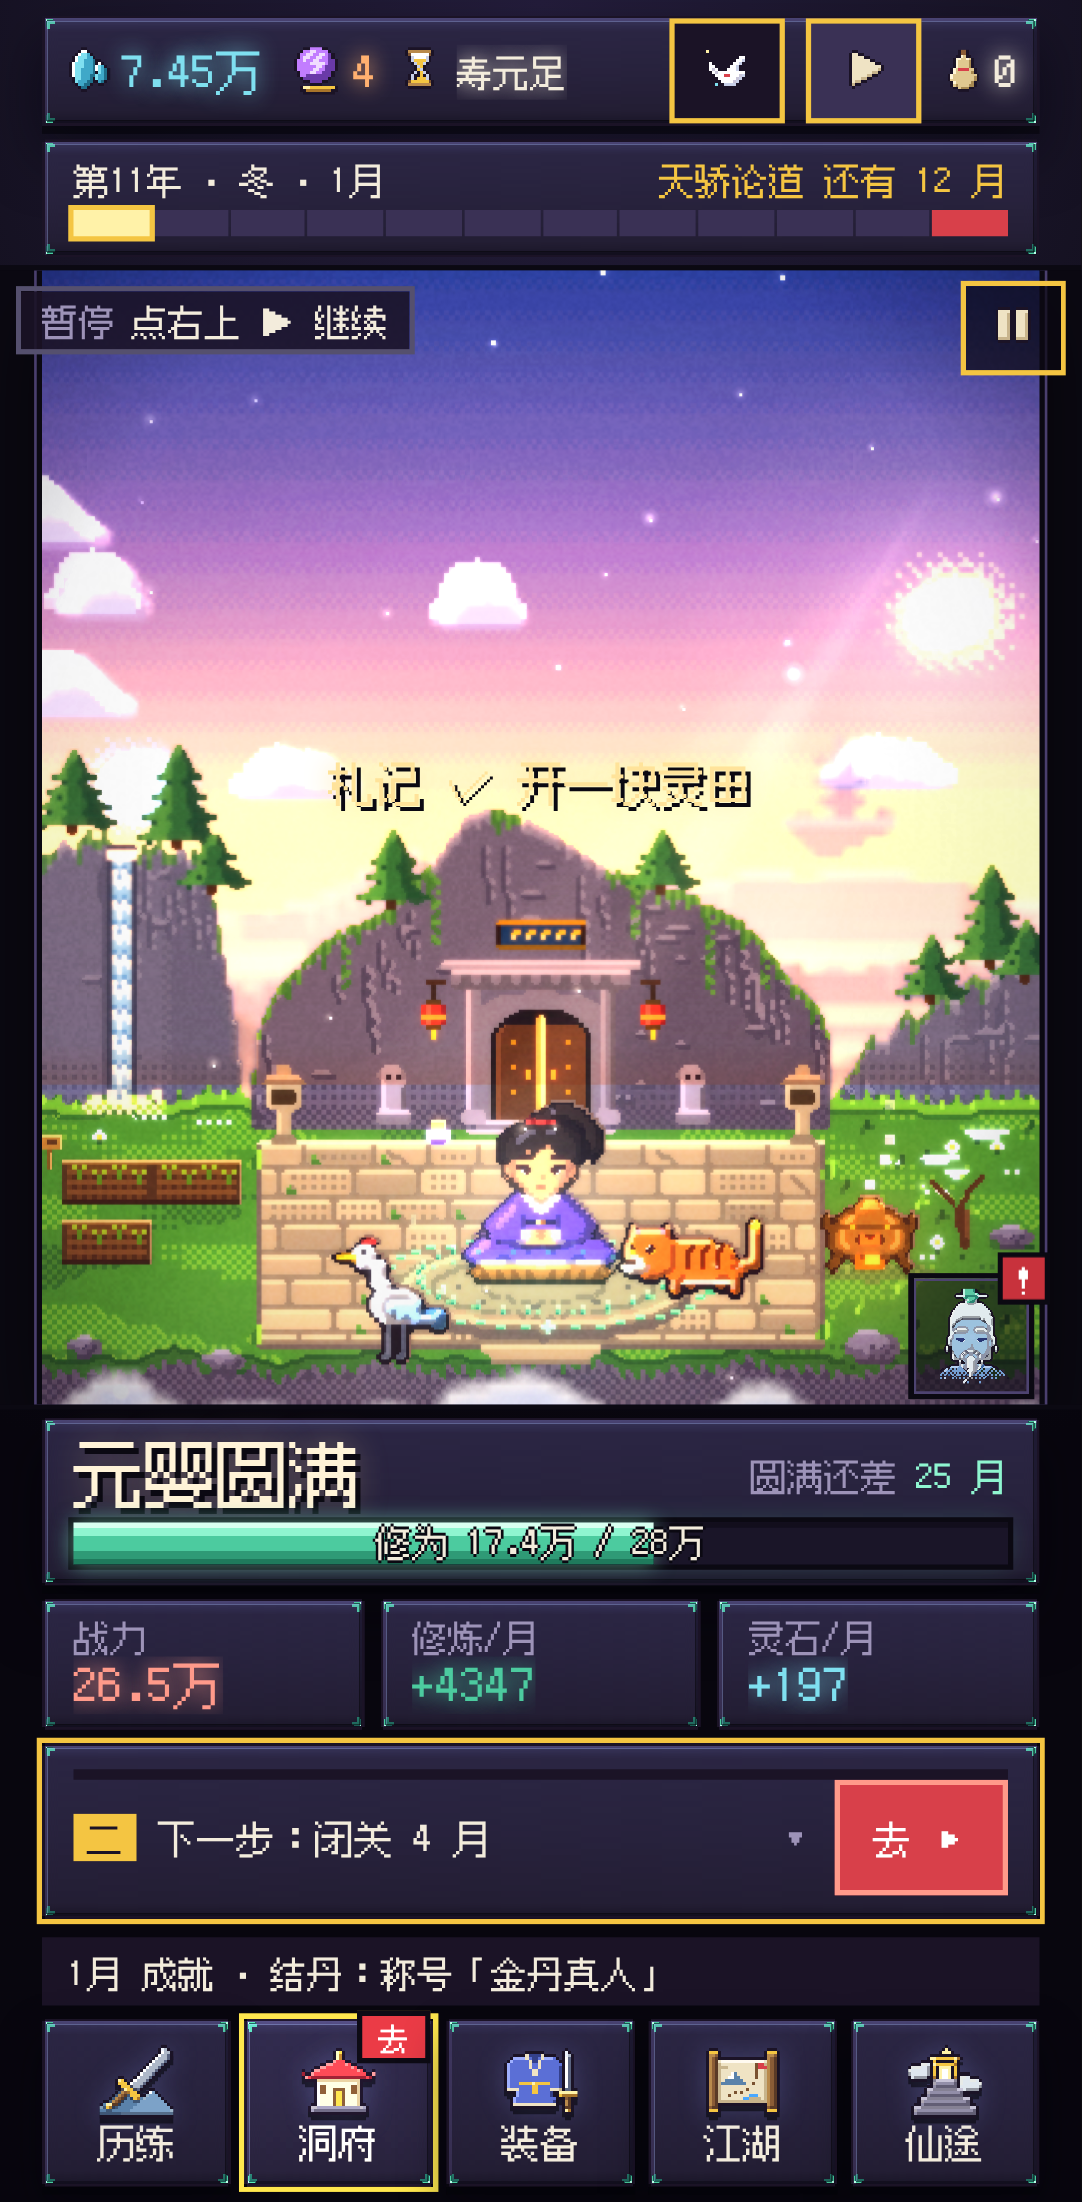 7.45万 4 寿元足 0
第11年 · 冬 · 1月 天骄论道 还有 12 月
暂停 点右上 ▶ 继续
札记 ✓ 开一块灵田
!
元婴圆满 圆满还差 25 月
修为 17.4万 / 28万
战力 修炼/月 灵石/月
26.5万 +4347 +197
二 下一步：闭关 4 月 ▼ 去 ▶
1月 成就 · 结丹：称号「金丹真人」
去
历练 洞府 装备 江湖 仙途